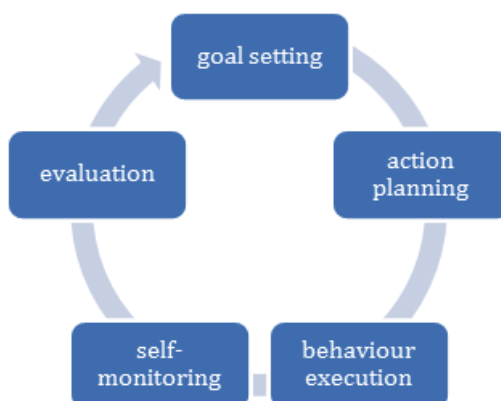 goal setting
action
planning
behaviour
execution
self-
monitoring
evaluation